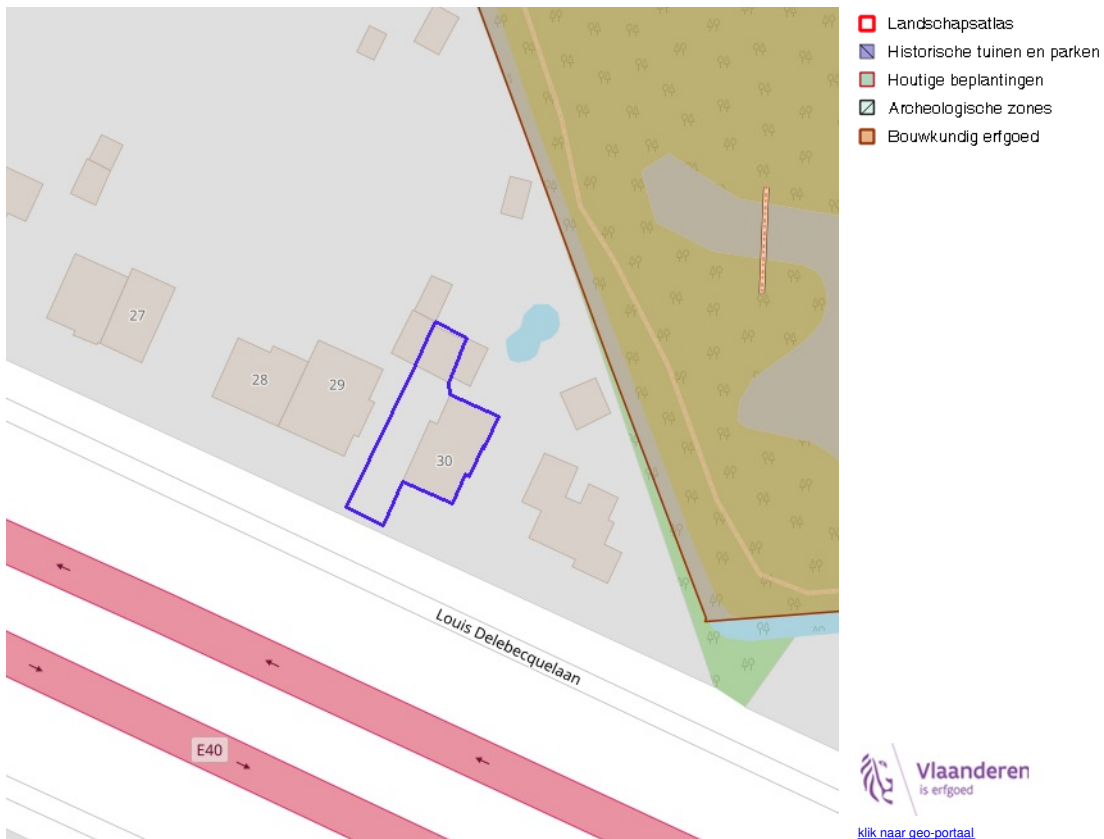 Landschapsatlas
Historische tuinen en parken
Houtige beplantingen
Archeologische zones
Bouwkundig erfgoed
27
28
29
30
Louis Delebecquelaan
E40
Vlaanderen
is erfgoed
klik naar geo-portaal